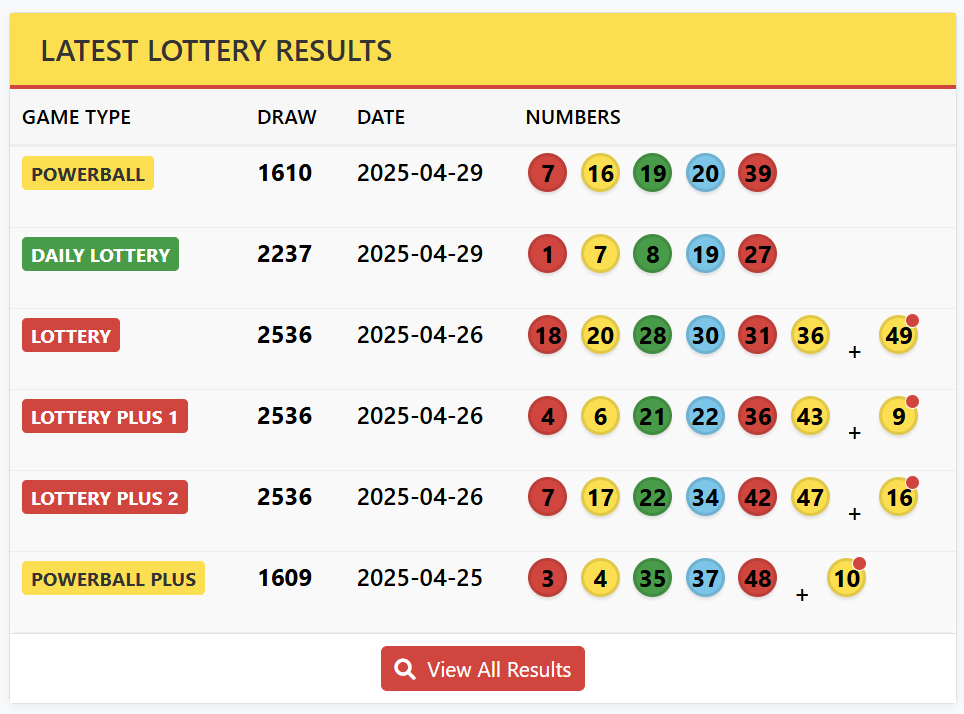 LATEST LOTTERY RESULTS
GAME TYPE DRAW DATE NUMBERS
POWERBALL 1610 2025-04-29 7 16 19 20 39
DAILY LOTTERY 2237 2025-04-29 1 7 8 19 27
LOTTERY 2536 2025-04-26 18 20 28 30 31 36 + 49
LOTTERY PLUS 1 2536 2025-04-26 4 6 21 22 36 43 + 9
LOTTERY PLUS 2 2536 2025-04-26 7 17 22 34 42 47 + 16
POWERBALL PLUS 1609 2025-04-25 3 4 35 37 48 + 10
View All Results